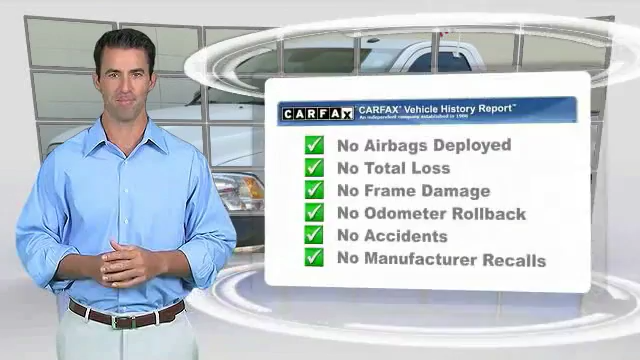 CARFAX CARFAX Vehicle History Report™
An independent company established in 1986
No Airbags Deployed
No Total Loss
No Frame Damage
No Odometer Rollback
No Accidents
No Manufacturer Recalls